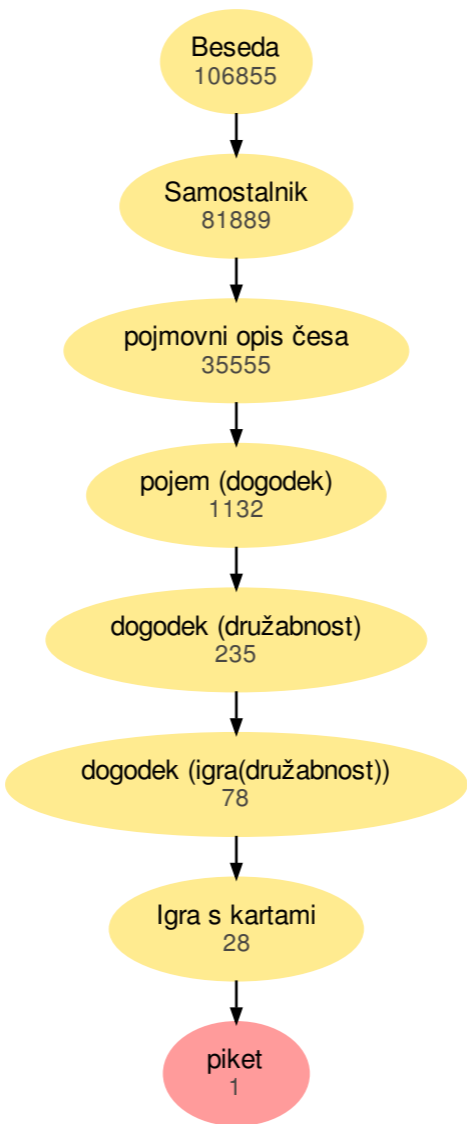 Beseda
106855
Samostalnik
81889
pojmovni opis česa
35555
pojem (dogodek)
1132
dogodek (družabnost)
235
dogodek (igra(družabnost))
78
Igra s kartami
28
piket
1